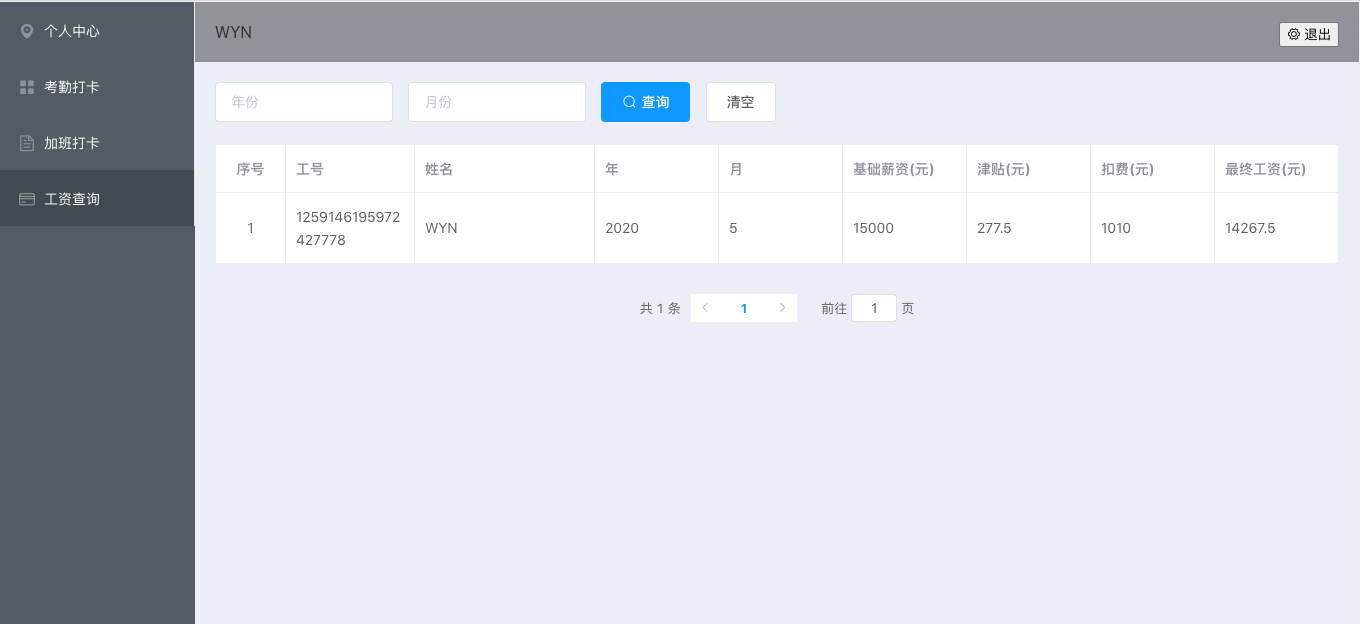 个人中心
考勤打卡
加班打卡
工资查询
WYN
退出
年份
月份
查询
清空
序号 工号 姓名 年 月 基础薪资(元) 津贴(元) 扣费(元) 最终工资(元)
1 1259146195972 WYN 2020 5 15000 277.5 1010 14267.5
427778
共 1 条 1 前往 1 页